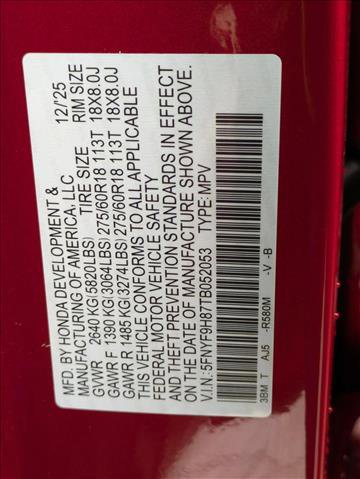 MFD. BY HONDA DEVELOPMENT &
MANUFACTURING OF AMERICA, LLC 12/'25
TIRE SIZE RIM SIZE
GVWR 2640 KG(5820LBS)
GAWR F 1390 KG(3064LBS) 275/60R18 113T 18X8.0J
GAWR R 1485 KG(3274LBS) 275/60R18 113T 18X8.0J
THIS VEHICLE CONFORMS TO ALL APPLICABLE
FEDERAL MOTOR VEHICLE SAFETY
AND THEFT PREVENTION STANDARDS IN EFFECT
ON THE DATE OF MANUFACTURE SHOWN ABOVE.
V.I.N.: 5FNYF9H87TB052053 TYPE: MPV
3BM T AJ5 -R580M -V -B